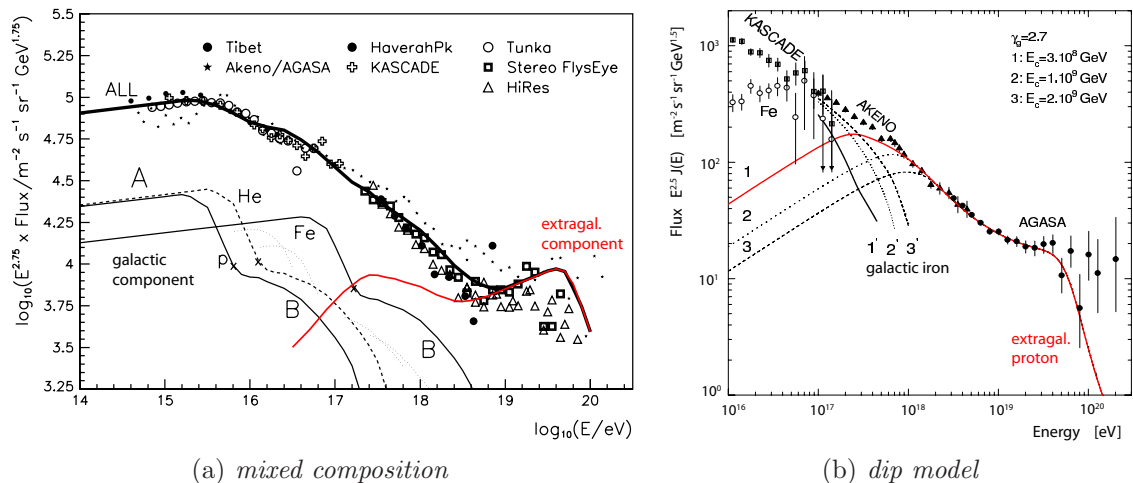 5.5
5.25
5
4.75
4.5
4.25
4
3.75
3.5
3.25
14 15 16 17 18 19 20
log₁₀(E²·⁷⁵ x Flux/m⁻² s⁻¹ sr⁻¹ GeV¹·⁷⁵)
log₁₀(E/eV)
Tibet HaverahPk Tunka
Akeno/AGASA KASCADE Stereo FlysEye
HiRes
ALL
A
He
Fe
extragal.
component
galactic
component
p
B
B
(a) mixed composition
10³
10²
10¹
10⁰
10¹⁶ 10¹⁷ 10¹⁸ 10¹⁹ 10²⁰
Flux E²·⁵ J(E) [m⁻² s⁻¹ sr⁻¹ GeV¹·⁵]
Energy [eV]
KASCADE
γg=2.7
1: Ec=3.10⁸ GeV
2: Ec=1.10⁹ GeV
3: Ec=2.10⁹ GeV
Fe
AKENO
1
2
3
AGASA
1' 2' 3'
galactic iron
extragal.
proton
(b) dip model